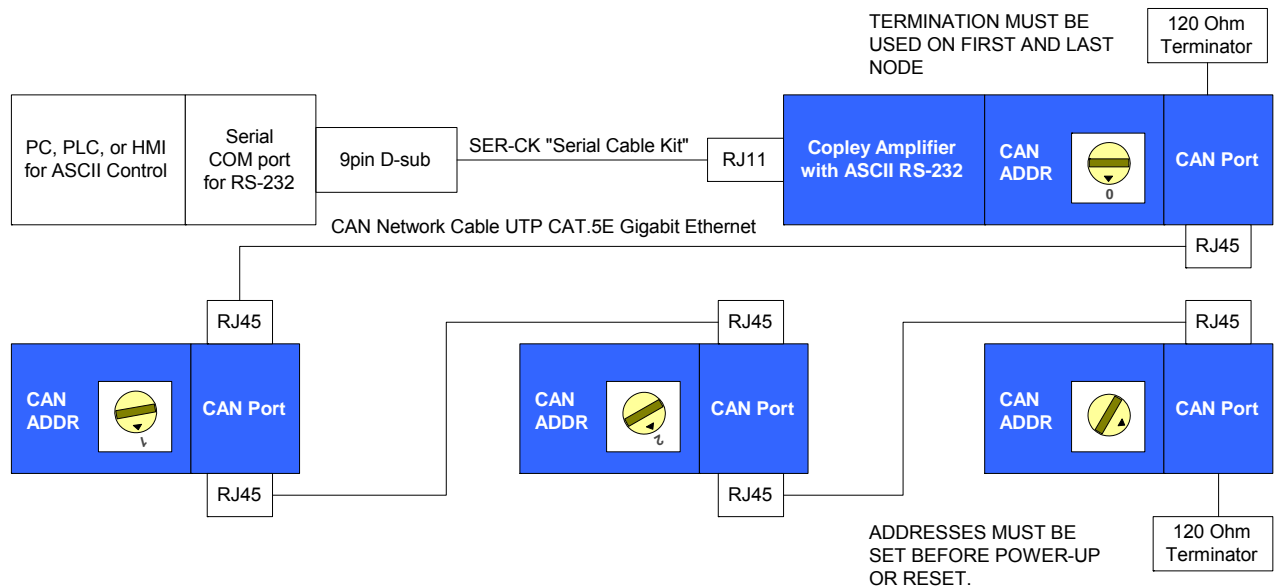 TERMINATION MUST BE
USED ON FIRST AND LAST
NODE
120 Ohm
Terminator
PC, PLC, or HMI
for ASCII Control
Serial
COM port
for RS-232
9pin D-sub
SER-CK "Serial Cable Kit"
RJ11
Copley Amplifier
with ASCII RS-232
CAN
ADDR
0
CAN Port
CAN Network Cable UTP CAT.5E Gigabit Ethernet
RJ45
RJ45
RJ45
RJ45
CAN
ADDR
1
CAN Port
CAN
ADDR
2
CAN Port
CAN
ADDR
CAN Port
RJ45
RJ45
ADDRESSES MUST BE
SET BEFORE POWER-UP
OR RESET.
120 Ohm
Terminator